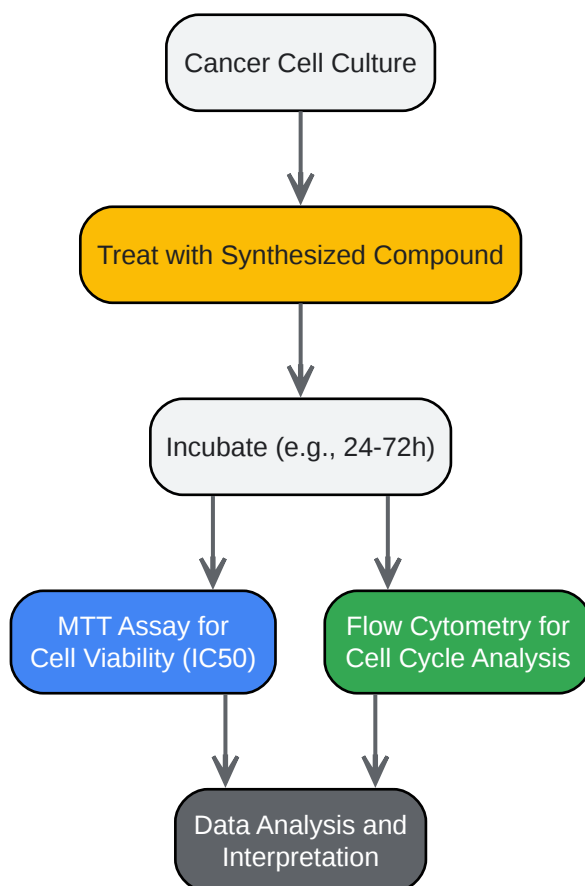 Cancer Cell Culture
Treat with Synthesized Compound
Incubate (e.g., 24-72h)
MTT Assay for
Cell Viability (IC50)
Flow Cytometry for
Cell Cycle Analysis
Data Analysis and
Interpretation